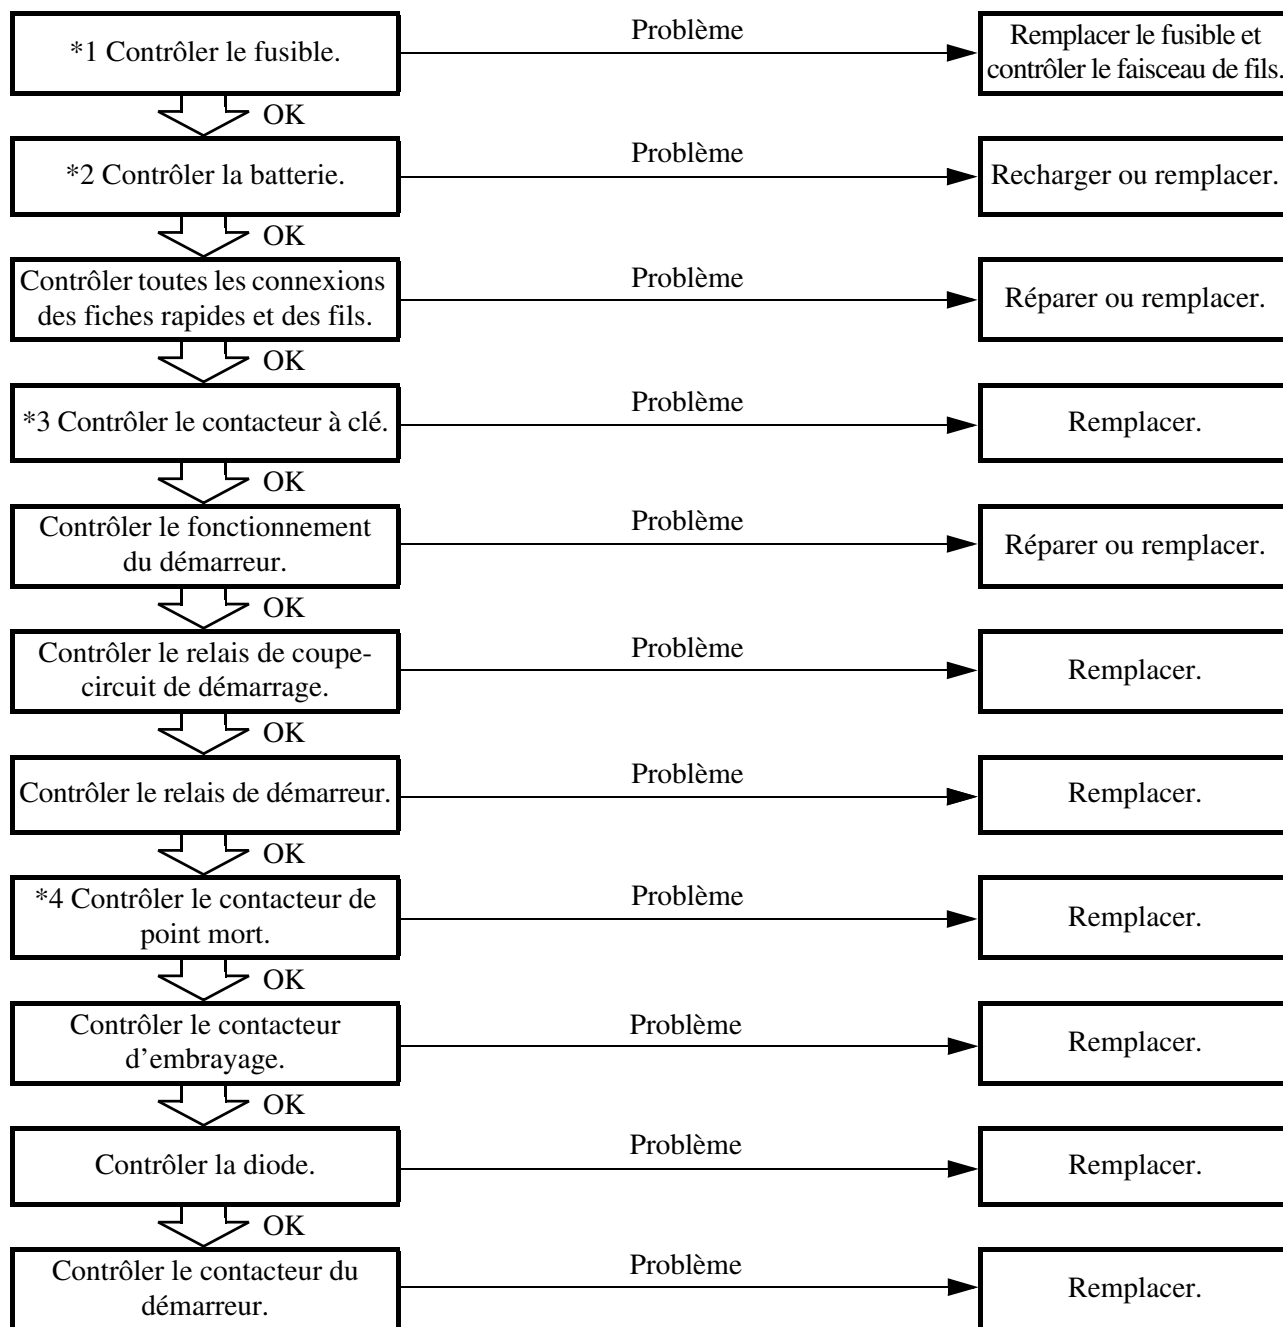 *1 Contrôler le fusible.
Problème
Remplacer le fusible et
contrôler le faisceau de fils.
OK
*2 Contrôler la batterie.
Problème
Recharger ou remplacer.
OK
Contrôler toutes les connexions
des fiches rapides et des fils.
Problème
Réparer ou remplacer.
OK
*3 Contrôler le contacteur à clé.
Problème
Remplacer.
OK
Contrôler le fonctionnement
du démarreur.
Problème
Réparer ou remplacer.
OK
Contrôler le relais de coupe-
circuit de démarrage.
Problème
Remplacer.
OK
Contrôler le relais de démarreur.
Problème
Remplacer.
OK
*4 Contrôler le contacteur de
point mort.
Problème
Remplacer.
OK
Contrôler le contacteur
d’embrayage.
Problème
Remplacer.
OK
Contrôler la diode.
Problème
Remplacer.
OK
Contrôler le contacteur du
démarreur.
Problème
Remplacer.